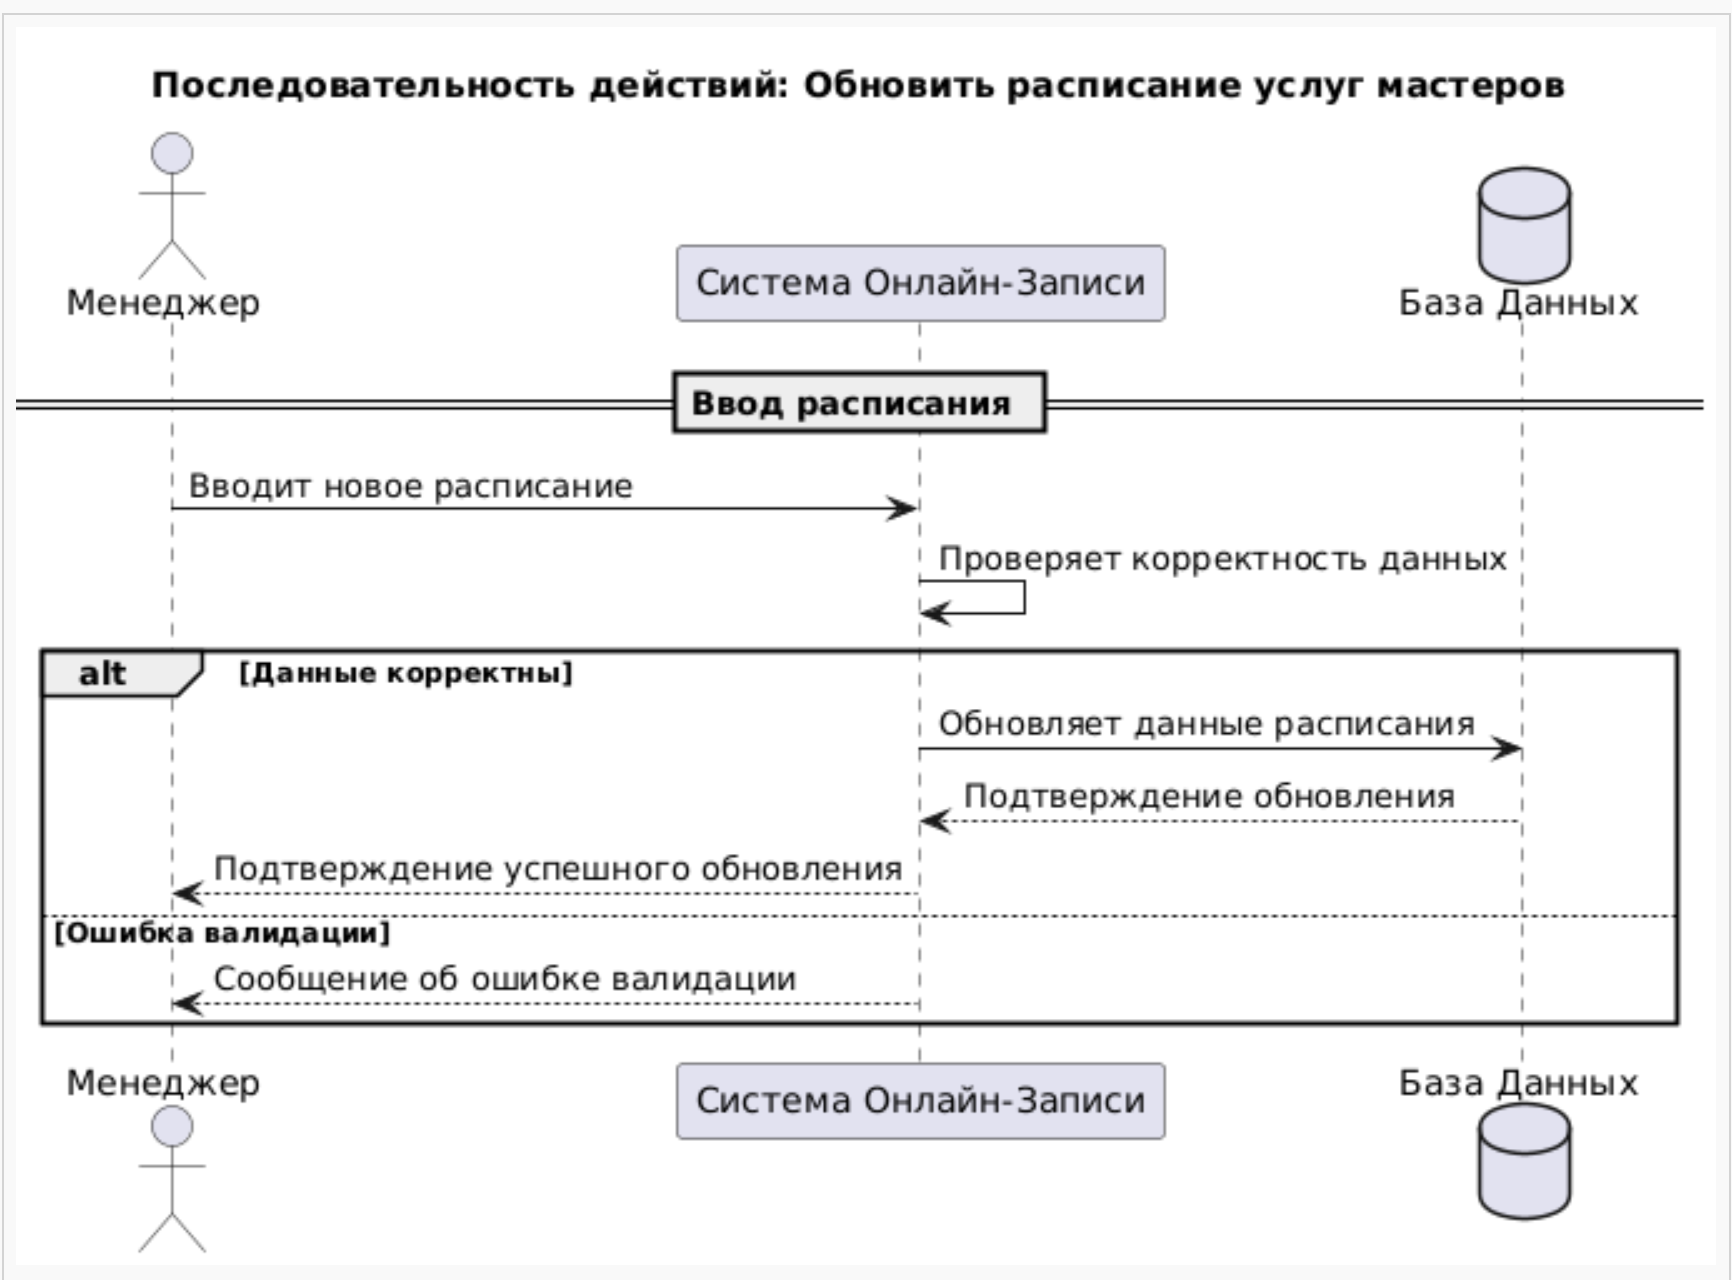 Последовательность действий: Обновить расписание услуг мастеров
Менеджер
Система Онлайн-Записи
База Данных
Ввод расписания
Вводит новое расписание
Проверяет корректность данных
alt
[Данные корректны]
Обновляет данные расписания
Подтверждение обновления
Подтверждение успешного обновления
[Ошибка валидации]
Сообщение об ошибке валидации
Менеджер
Система Онлайн-Записи
База Данных